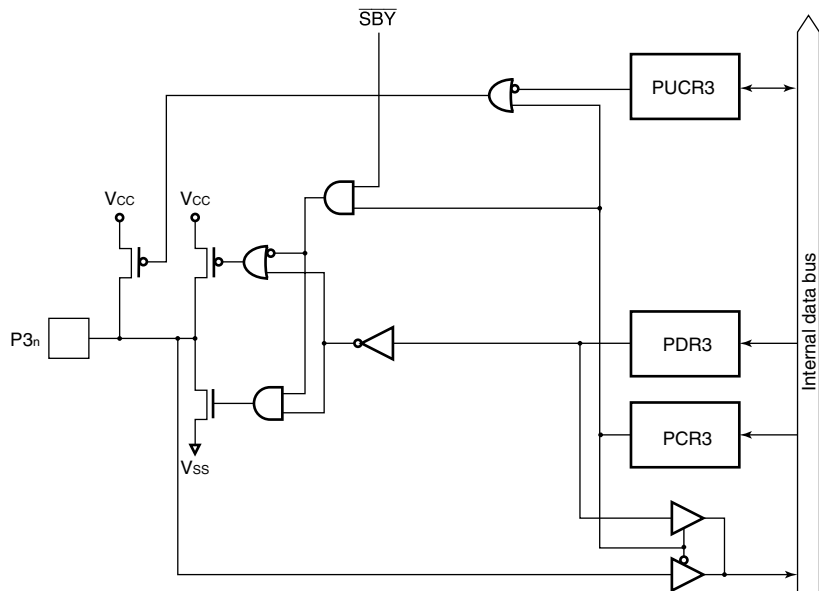 SBY
PUCR3
VCC
VCC
P3n
PDR3
PCR3
VSS
Internal data bus